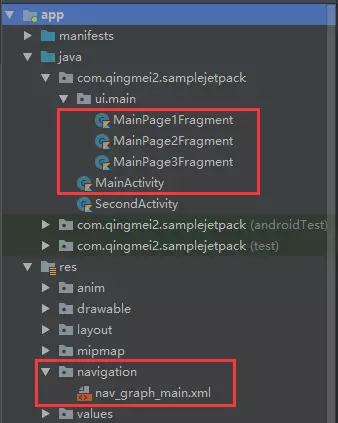 app
manifests
java
com.qingmei2.samplejetpack
ui.main
MainPage1Fragment
MainPage2Fragment
MainPage3Fragment
MainActivity
SecondActivity
com.qingmei2.samplejetpack (androidTest)
com.qingmei2.samplejetpack (test)
res
anim
drawable
layout
mipmap
navigation
nav_graph_main.xml
values